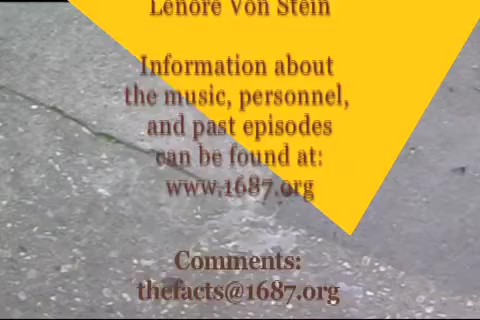 Lenore Von Stein
Information about
the music, personnel,
and past episodes
can be found at:
www.1687.org
Comments:
thefacts@1687.org